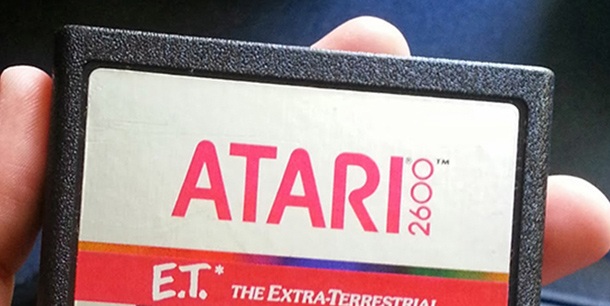 ATARI® 2600™
E.T.* THE EXTRA-TERRESTRIAL